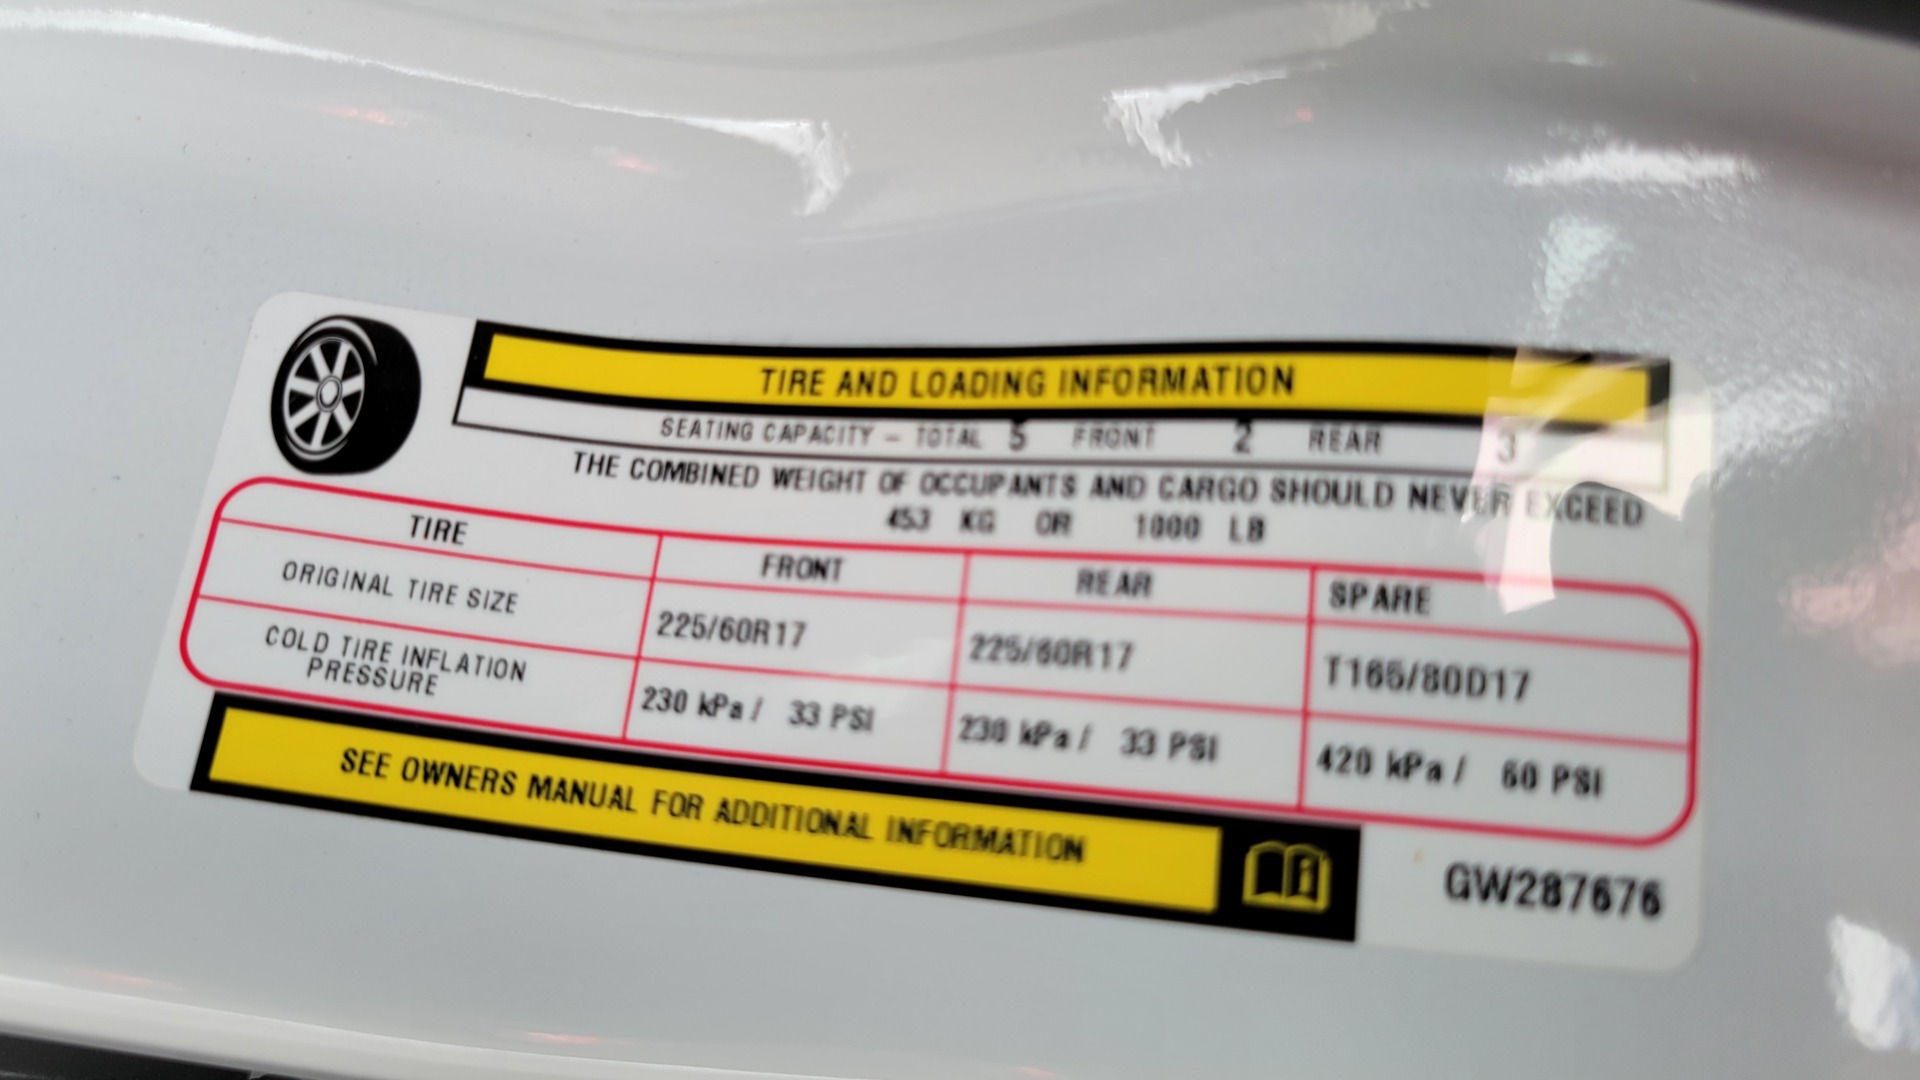 TIRE AND LOADING INFORMATION
SEATING CAPACITY – TOTAL 5 FRONT 2 REAR 3
THE COMBINED WEIGHT OF OCCUPANTS AND CARGO SHOULD NEVER EXCEED
453 KG OR 1000 LB
TIRE FRONT REAR SPARE
ORIGINAL TIRE SIZE 225/60R17 225/60R17 T165/80D17
COLD TIRE INFLATION
PRESSURE 230 kPa / 33 PSI 230 kPa / 33 PSI 420 kPa / 60 PSI
SEE OWNERS MANUAL FOR ADDITIONAL INFORMATION
GW287676